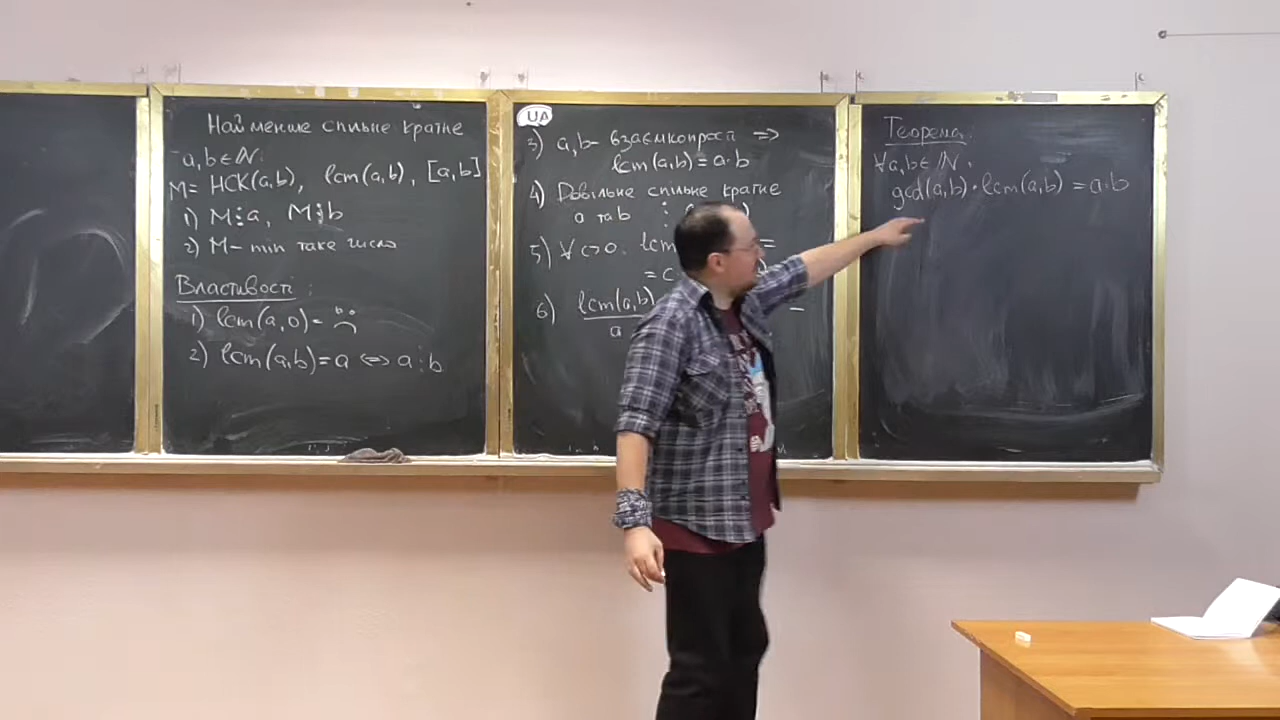 Найменше спільне кратне
a, b ∈ ℕ:
M = НСК(a,b), lcm(a,b), [a,b]
1) M⋮a, M⋮b
2) M – min таке число
Властивості:
1) lcm(a,0) =
2) lcm(a,b)=a ⇔ a⋮b
UA
3) a,b – взаємнопрості ⇒
lcm(a,b) = a·b
4) Довільне спільне кратне
a та b ⋮
5) ∀ c>0: lcm =
= c
6) lcm(a,b)
a
Теорема:
∀a,b ∈ ℕ:
gcd(a,b)·lcm(a,b) = a·b